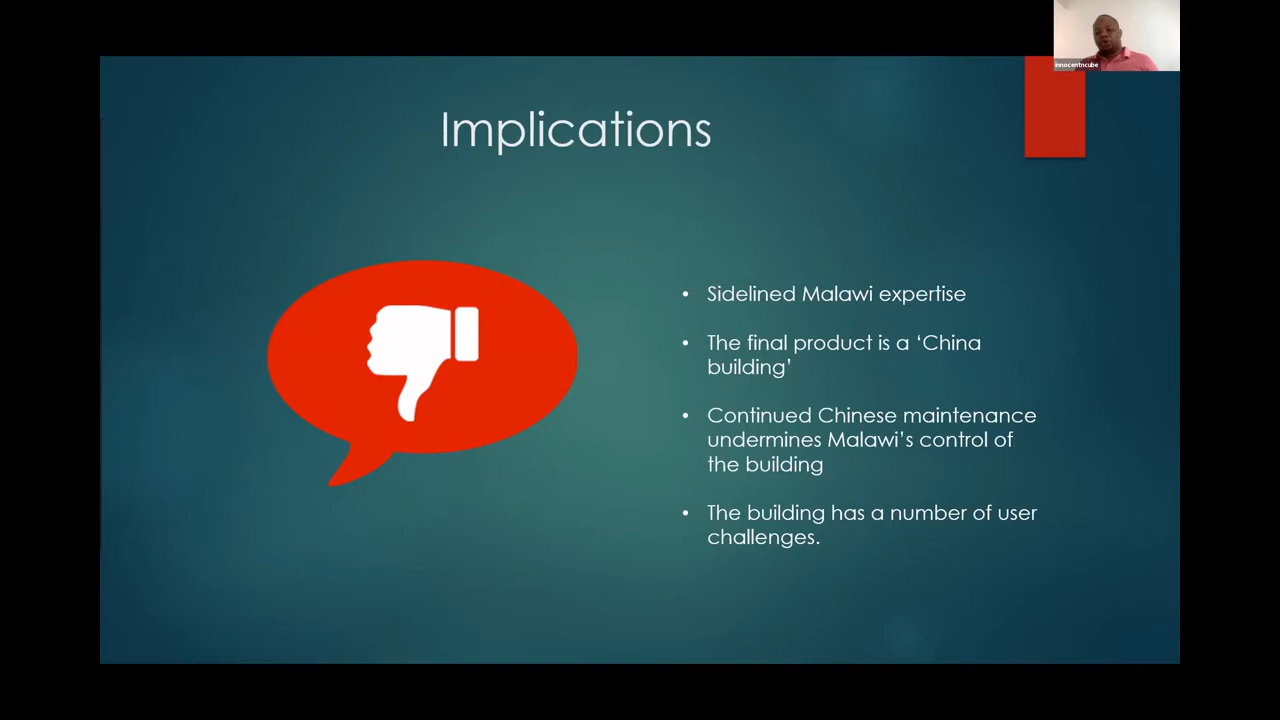 innocentncube
Implications
• Sidelined Malawi expertise
• The final product is a ‘China
building’
• Continued Chinese maintenance
undermines Malawi’s control of
the building
• The building has a number of user
challenges.